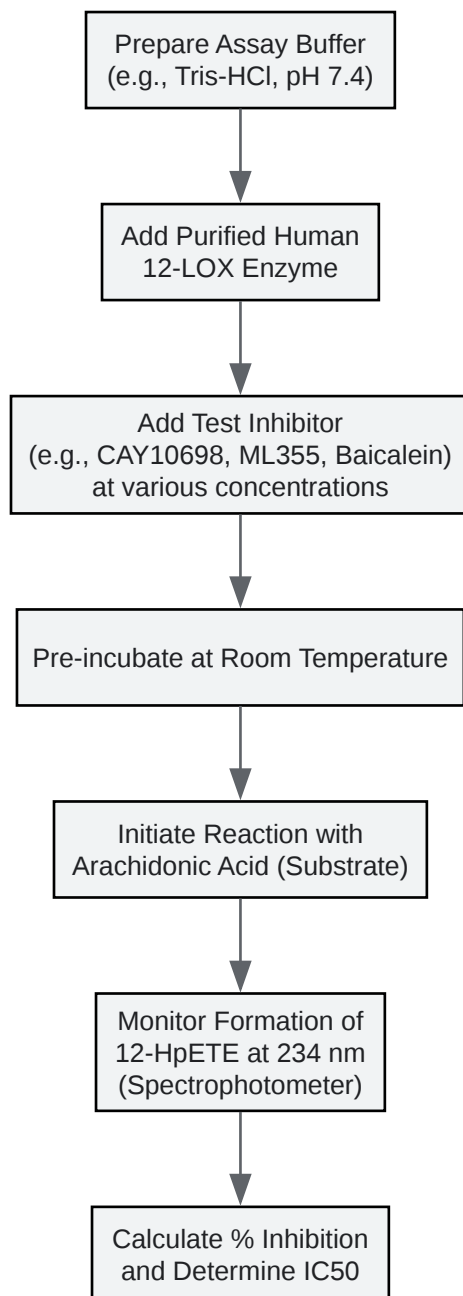 Prepare Assay Buffer
(e.g., Tris-HCl, pH 7.4)
Add Purified Human
12-LOX Enzyme
Add Test Inhibitor
(e.g., CAY10698, ML355, Baicalein)
at various concentrations
Pre-incubate at Room Temperature
Initiate Reaction with
Arachidonic Acid (Substrate)
Monitor Formation of
12-HpETE at 234 nm
(Spectrophotometer)
Calculate % Inhibition
and Determine IC50